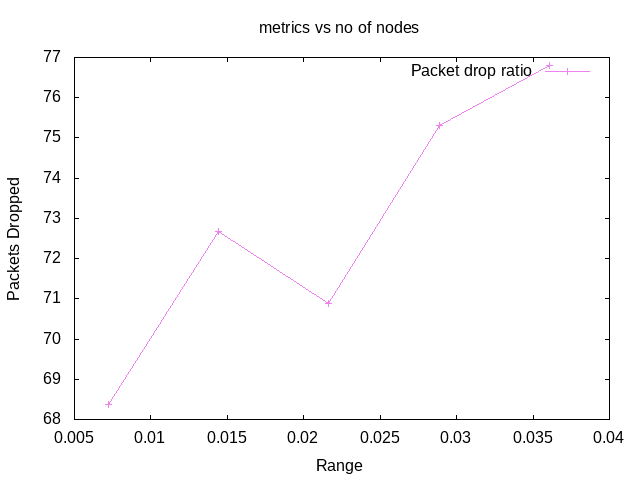 metrics vs no of nodes
Packet drop ratio
77
76
75
74
73
72
71
70
69
68
Packets Dropped
0.005 0.01 0.015 0.02 0.025 0.03 0.035 0.04
Range